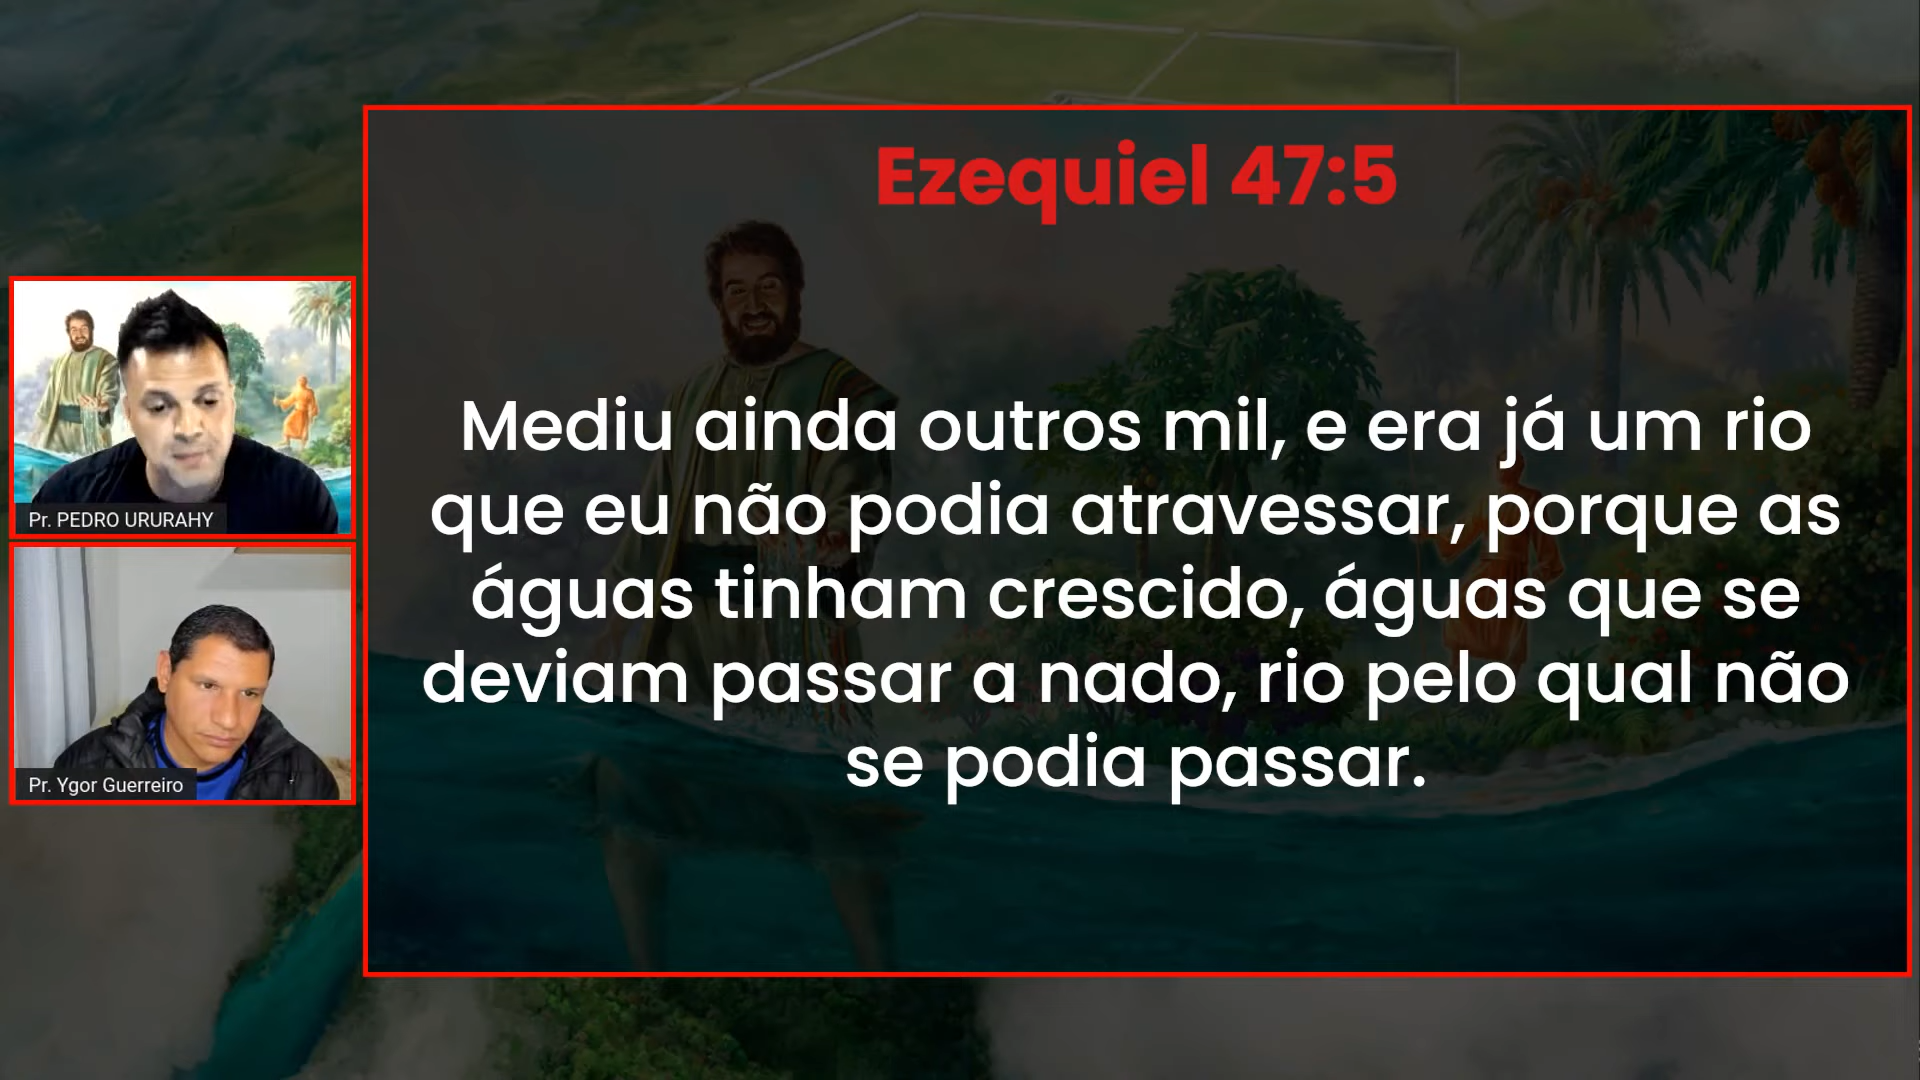 Ezequiel 47:5
Mediu ainda outros mil, e era já um rio
que eu não podia atravessar, porque as
águas tinham crescido, águas que se
deviam passar a nado, rio pelo qual não
se podia passar.
Pr. PEDRO URURAHY
Pr. Ygor Guerreiro